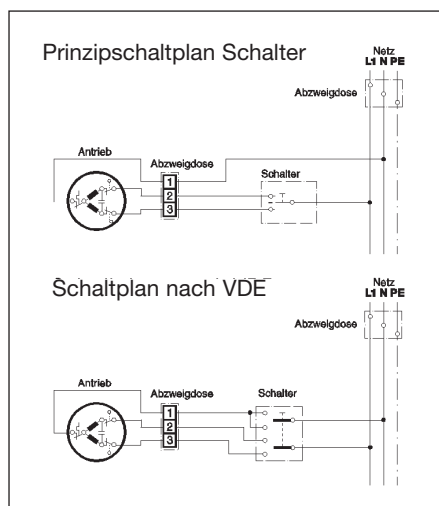 Prinzipschaltplan Schalter
Netz
L1 N PE
Abzweigdose
Antrieb
Abzweigdose
Schalter
1
2
3
Schaltplan nach VDE
Netz
L1 N PE
Abzweigdose
Antrieb
Abzweigdose
Schalter
1
2
3